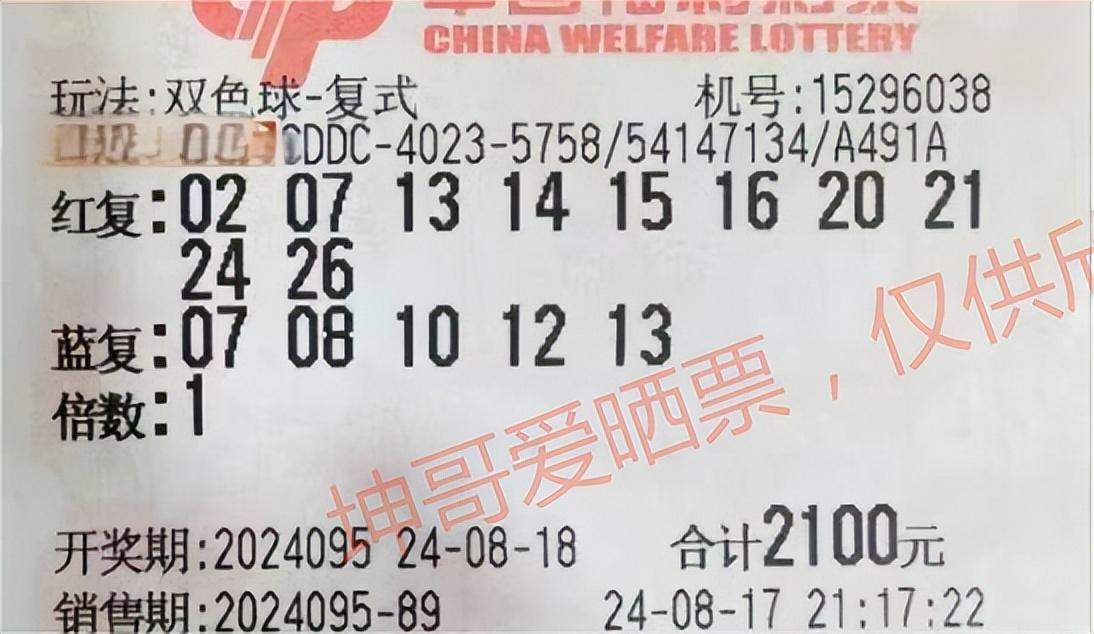 CHINA WELFARE LOTTERY
玩法:双色球-复式 机号:15296038
CDDC-4023-5758/54147134/A491A
红复:02 07 13 14 15 16 20 21
24 26
蓝复:07 08 10 12 13
倍数:1
坤哥爱晒票，仅供
开奖期:2024095 24-08-18 合计2100元
销售期:2024095-89 24-08-17 21:17:22